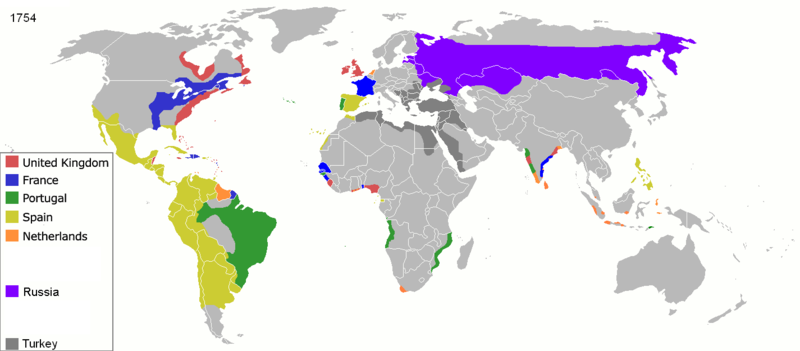 1754
United Kingdom
France
Portugal
Spain
Netherlands
Russia
Turkey